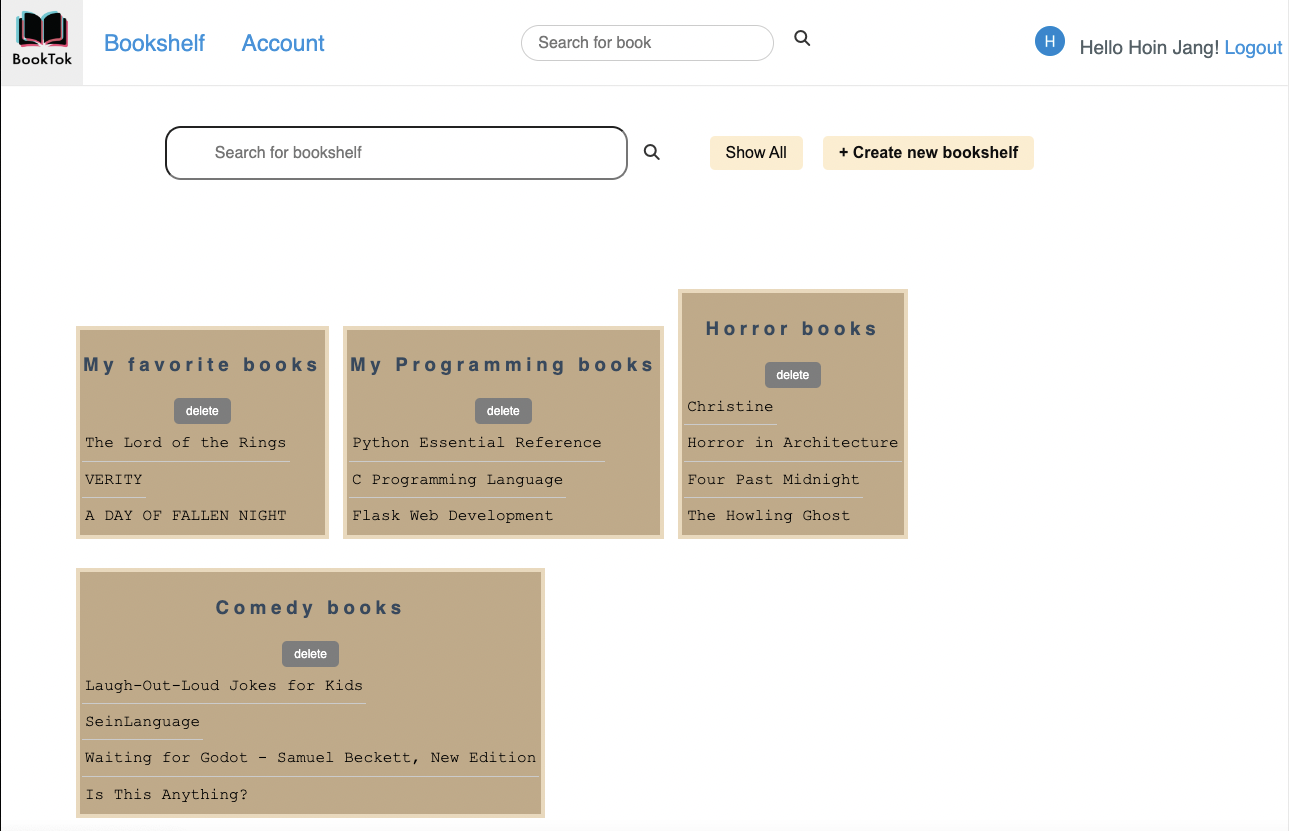 BookTok
Bookshelf Account
Search for book
H Hello Hoin Jang! Logout
Search for bookshelf
Show All
+ Create new bookshelf
My favorite books
delete
The Lord of the Rings
VERITY
A DAY OF FALLEN NIGHT
My Programming books
delete
Python Essential Reference
C Programming Language
Flask Web Development
Horror books
delete
Christine
Horror in Architecture
Four Past Midnight
The Howling Ghost
Comedy books
delete
Laugh-Out-Loud Jokes for Kids
SeinLanguage
Waiting for Godot - Samuel Beckett, New Edition
Is This Anything?